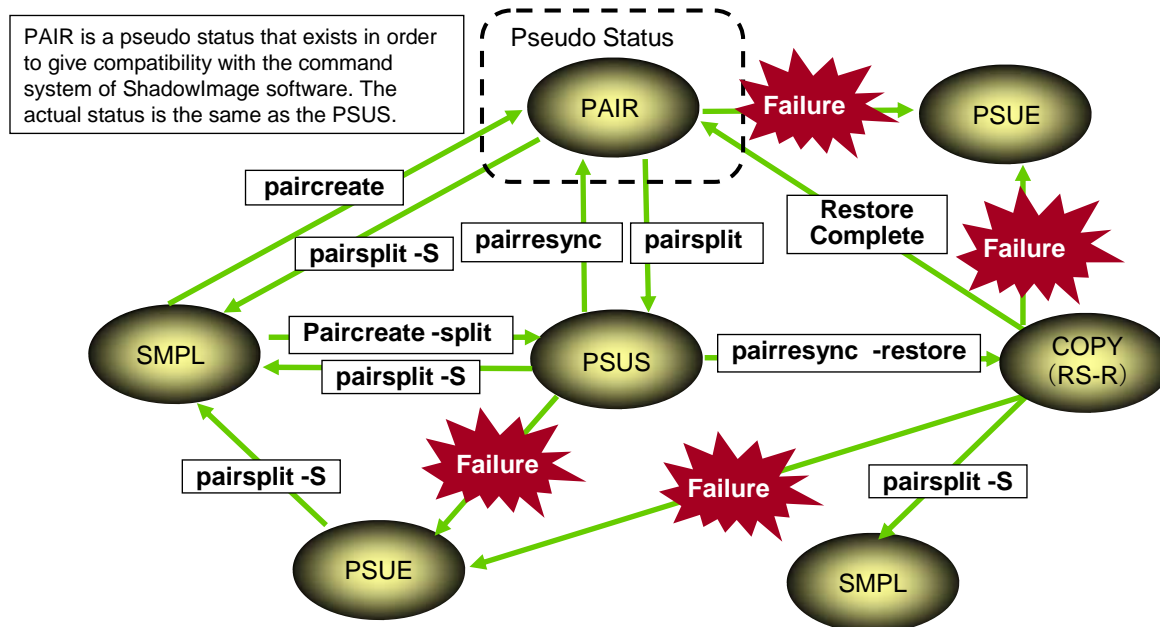 PAIR is a pseudo status that exists in order
to give compatibility with the command
system of ShadowImage software. The
actual status is the same as the PSUS.
Pseudo Status
PAIR
Failure
PSUE
paircreate
pairsplit -S
pairresync
pairsplit
Restore
Complete
Failure
SMPL
Paircreate -split
pairsplit -S
PSUS
pairresync -restore
COPY
(RS-R)
pairsplit -S
Failure
Failure
pairsplit -S
PSUE
SMPL